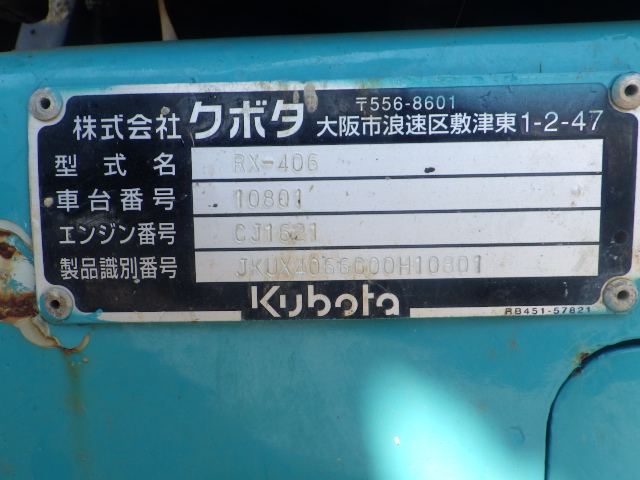 〒556-8601
株式会社 クボタ 大阪市浪速区敷津東1-2-47
型式名 RX-406
車台番号 10801
エンジン番号 CJ1621
製品識別番号
Kubota
RB451-57821